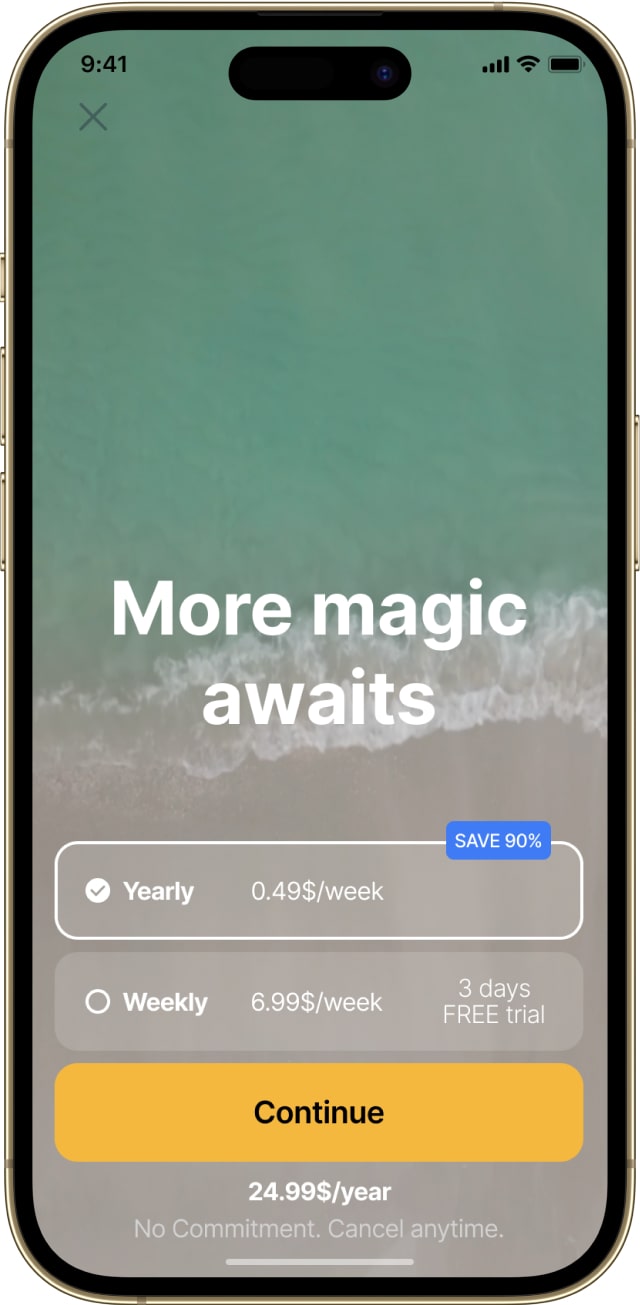 9:41
More magic
awaits
SAVE 90%
Yearly 0.49$/week
Weekly 6.99$/week
3 days
FREE trial
Continue
24.99$/year
No Commitment. Cancel anytime.